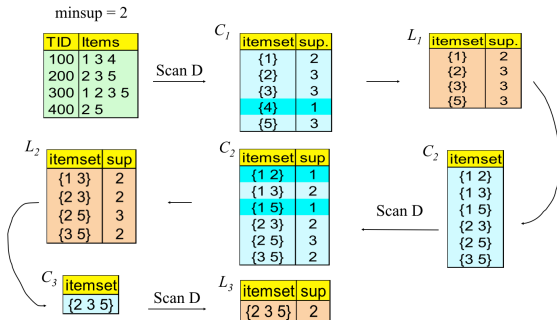 minsup = 2
TID Items
100 1 3 4
200 2 3 5
300 1 2 3 5
400 2 5
Scan D
C1
itemset sup.
{1} 2
{2} 3
{3} 3
{4} 1
{5} 3
L1
itemset sup.
{1} 2
{2} 3
{3} 3
{5} 3
C2
itemset
{1 2}
{1 3}
{1 5}
{2 3}
{2 5}
{3 5}
Scan D
C2
itemset sup
{1 2} 1
{1 3} 2
{1 5} 1
{2 3} 2
{2 5} 3
{3 5} 2
L2
itemset sup
{1 3} 2
{2 3} 2
{2 5} 3
{3 5} 2
C3
itemset
{2 3 5}
Scan D
L3
itemset sup
{2 3 5} 2